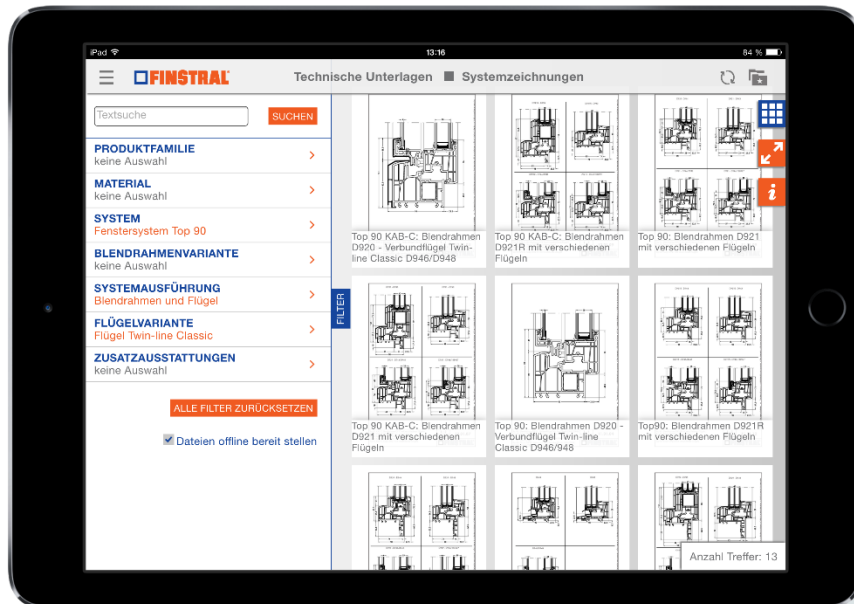 iPad
13:16
84 %
FINSTRAL
Technische Unterlagen
Systemzeichnungen
Textsuche
SUCHEN
PRODUKTFAMILIE
keine Auswahl
MATERIAL
keine Auswahl
SYSTEM
Fenstersystem Top 90
BLENDRAHMENVARIANTE
keine Auswahl
SYSTEMAUSFÜHRUNG
Blendrahmen und Flügel
FLÜGELVARIANTE
Flügel Twin-line Classic
ZUSATZAUSSTATTUNGEN
keine Auswahl
ALLE FILTER ZURÜCKSETZEN
Dateien offline bereit stellen
FILTER
Top 90 KAB-C: Blendrahmen
D920 - Verbundflügel Twin-
line Classic D946/D948
Top 90 KAB-C: Blendrahmen
D921R mit verschiedenen
Flügeln
Top 90: Blendrahmen D921
mit verschiedenen Flügeln
i
Top 90 KAB-C: Blendrahmen
D921 mit verschiedenen
Flügeln
Top 90: Blendrahmen D920 -
Verbundflügel Twin-line
Classic D946/948
Top90: Blendrahmen D921R
mit verschiedenen Flügeln
Anzahl Treffer: 13